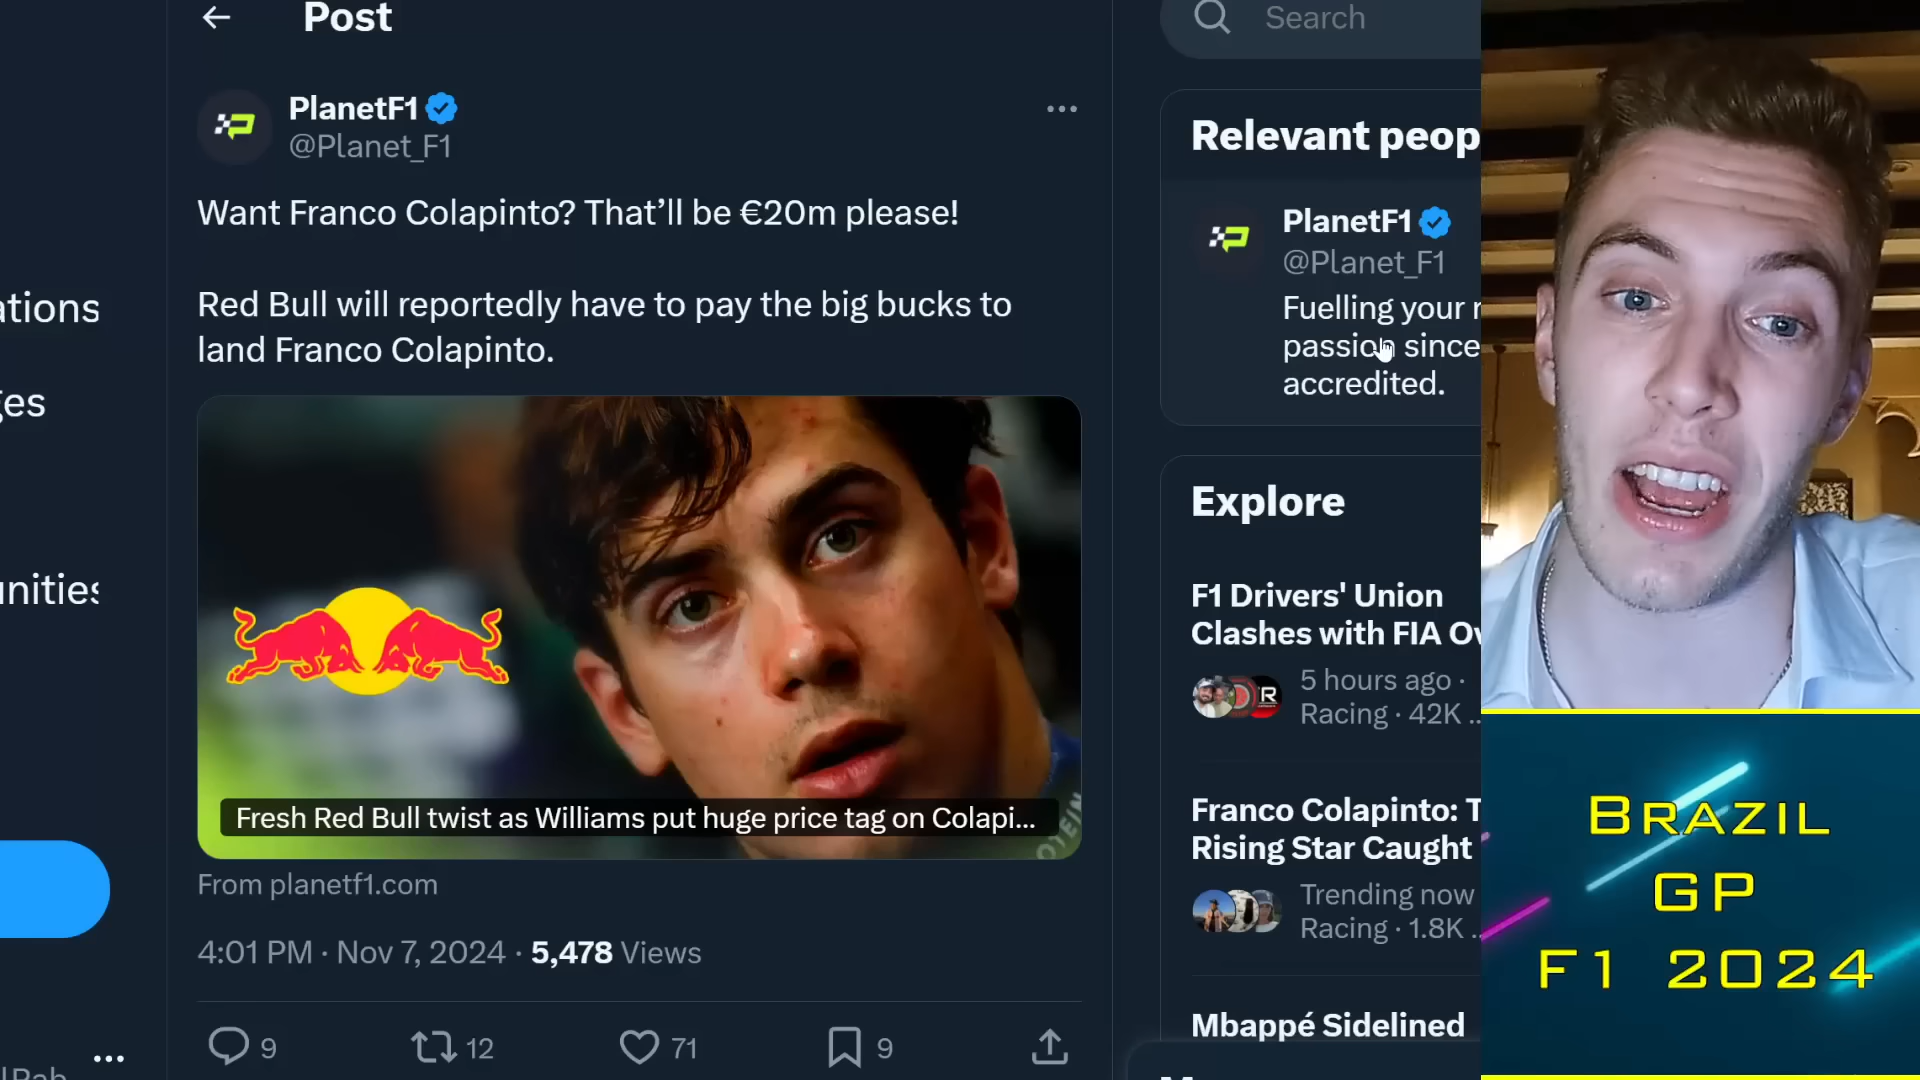 Post
Search
PlanetF1
@Planet_F1
Want Franco Colapinto? That’ll be €20m please!
Red Bull will reportedly have to pay the big bucks to
land Franco Colapinto.
Fresh Red Bull twist as Williams put huge price tag on Colapi...
From planetf1.com
4:01 PM · Nov 7, 2024 · 5,478 Views
9
12
71
9
ations
ges
unities
Relevant peop
PlanetF1
@Planet_F1
Fuelling your r
passion since
accredited.
Explore
F1 Drivers' Union
Clashes with FIA Ov
5 hours ago ·
Racing · 42K ..
Franco Colapinto: T
Rising Star Caught
Trending now
Racing · 1.8K ..
Mbappé Sidelined
BRAZIL
GP
F1 2024